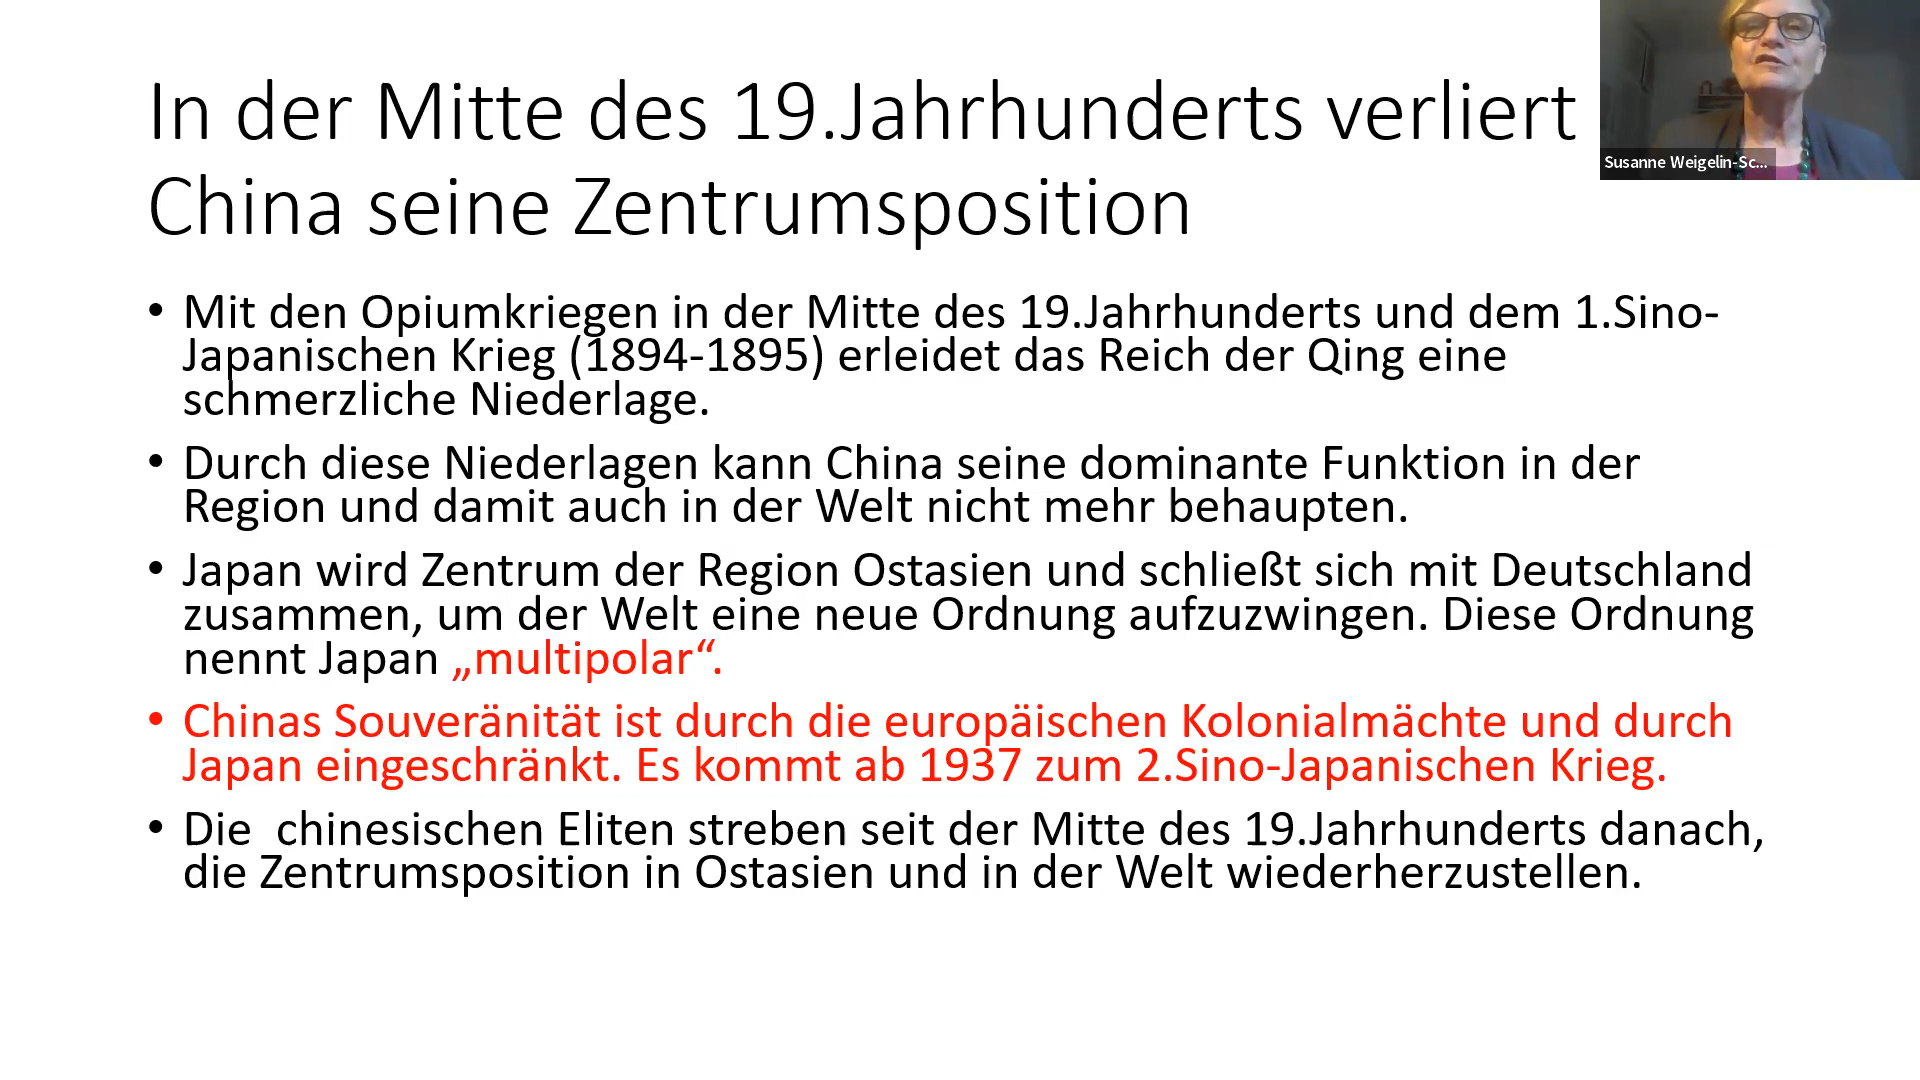 In der Mitte des 19.Jahrhunderts verliert
China seine Zentrumsposition
Susanne Weigelin-Sc...
• Mit den Opiumkriegen in der Mitte des 19.Jahrhunderts und dem 1.Sino-
Japanischen Krieg (1894-1895) erleidet das Reich der Qing eine
schmerzliche Niederlage.
• Durch diese Niederlagen kann China seine dominante Funktion in der
Region und damit auch in der Welt nicht mehr behaupten.
• Japan wird Zentrum der Region Ostasien und schließt sich mit Deutschland
zusammen, um der Welt eine neue Ordnung aufzuzwingen. Diese Ordnung
nennt Japan „multipolar“.
• Chinas Souveränität ist durch die europäischen Kolonialmächte und durch
Japan eingeschränkt. Es kommt ab 1937 zum 2.Sino-Japanischen Krieg.
• Die  chinesischen Eliten streben seit der Mitte des 19.Jahrhunderts danach,
die Zentrumsposition in Ostasien und in der Welt wiederherzustellen.